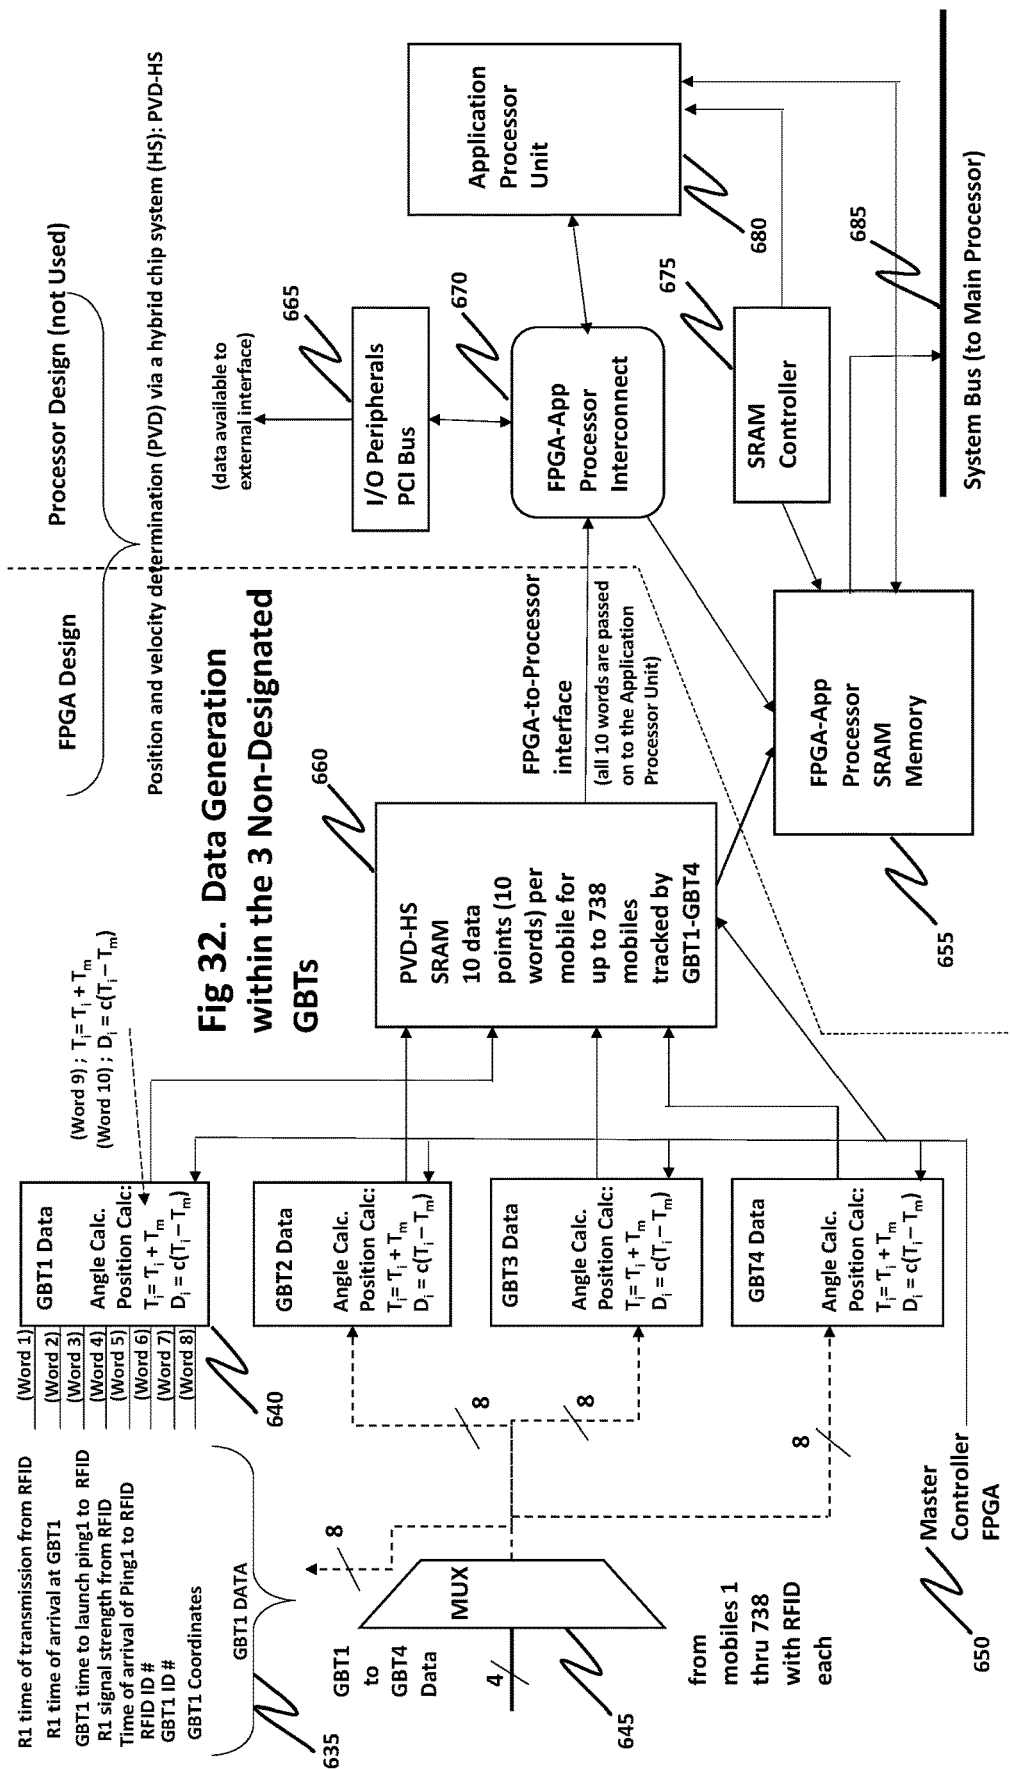 FPGA Design
Processor Design (not Used)
Position and velocity determination (PVD) via a hybrid chip system (HS): PVD-HS
Fig 32. Data Generation
within the 3 Non-Designated
GBTs
R1 time of transmission from RFID
R1 time of arrival at GBT1
GBT1 time to launch ping1 to RFID
R1 signal strength from RFID
Time of arrival of Ping1 to RFID
RFID ID #
GBT1 ID #
GBT1 Coordinates
GBT1 DATA
635
(Word 1)
(Word 2)
(Word 3)
(Word 4)
(Word 5)
(Word 6)
(Word 7)
(Word 8)
640
GBT1 Data
Angle Calc.
Position Calc:
Ti= Ti + Tm
Di = c(Ti – Tm)
(Word 9) ; Ti= Ti + Tm
(Word 10) ; Di = c(Ti – Tm)
GBT2 Data
Angle Calc.
Position Calc:
Ti= Ti + Tm
Di = c(Ti – Tm)
GBT3 Data
Angle Calc.
Position Calc:
Ti= Ti + Tm
Di = c(Ti – Tm)
GBT4 Data
Angle Calc.
Position Calc:
Ti= Ti + Tm
Di = c(Ti – Tm)
8
8
8
8
GBT1
to
GBT4
Data
4
MUX
645
from
mobiles 1
thru 738
with RFID
each
650
Master
Controller
FPGA
660
PVD-HS
SRAM
10 data
points (10
words) per
mobile for
up to 738
mobiles
tracked by
GBT1-GBT4
FPGA-to-Processor
interface
(all 10 words are passed
on to the Application
Processor Unit)
655
FPGA-App
Processor
SRAM
Memory
(data available to
external interface)
665
I/O Peripherals
PCI Bus
670
FPGA-App
Processor
Interconnect
675
SRAM
Controller
Application
Processor
Unit
680
685
System Bus (to Main Processor)